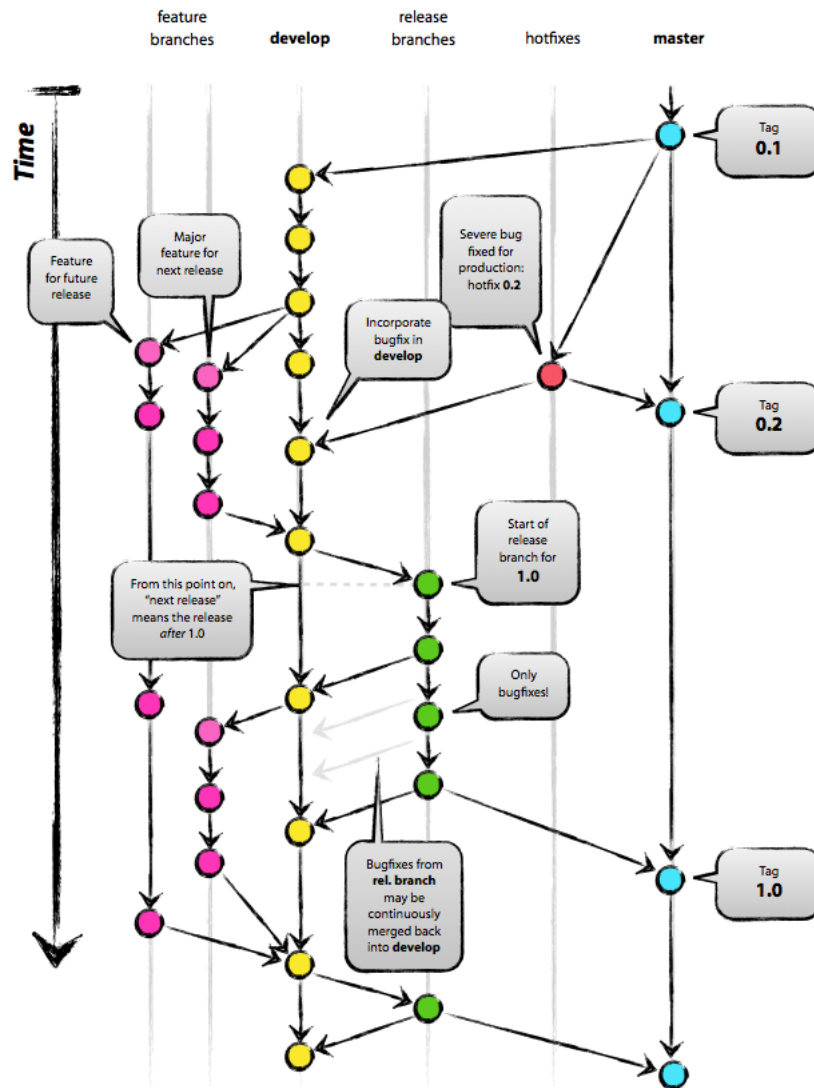 feature
branches
develop
release
branches
hotfixes
master
Time
Tag
0.1
Feature
for future
release
Major
feature for
next release
Severe bug
fixed for
production:
hotfix 0.2
Incorporate
bugfix in
develop
Tag
0.2
Start of
release
branch for
1.0
From this point on,
“next release”
means the release
after 1.0
Only
bugfixes!
Bugfixes from
rel. branch
may be
continuously
merged back
into develop
Tag
1.0